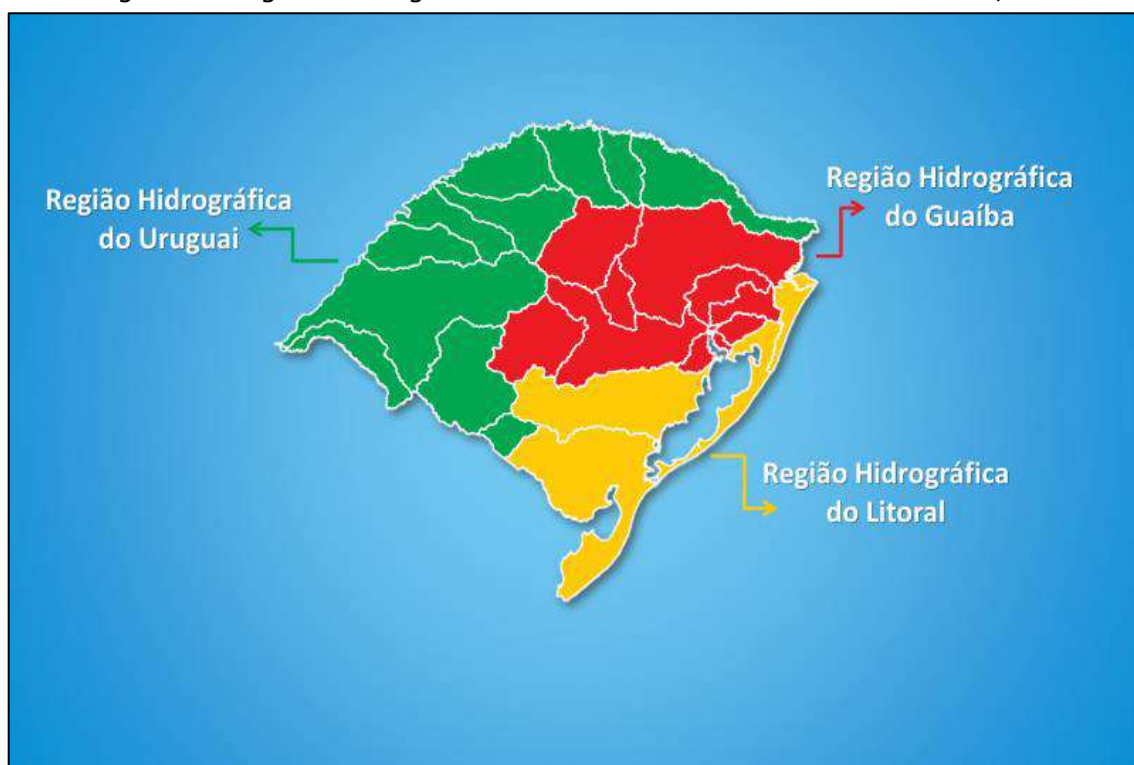 Região Hidrográfica
do Uruguai
Região Hidrográfica
do Guaíba
Região Hidrográfica
do Litoral